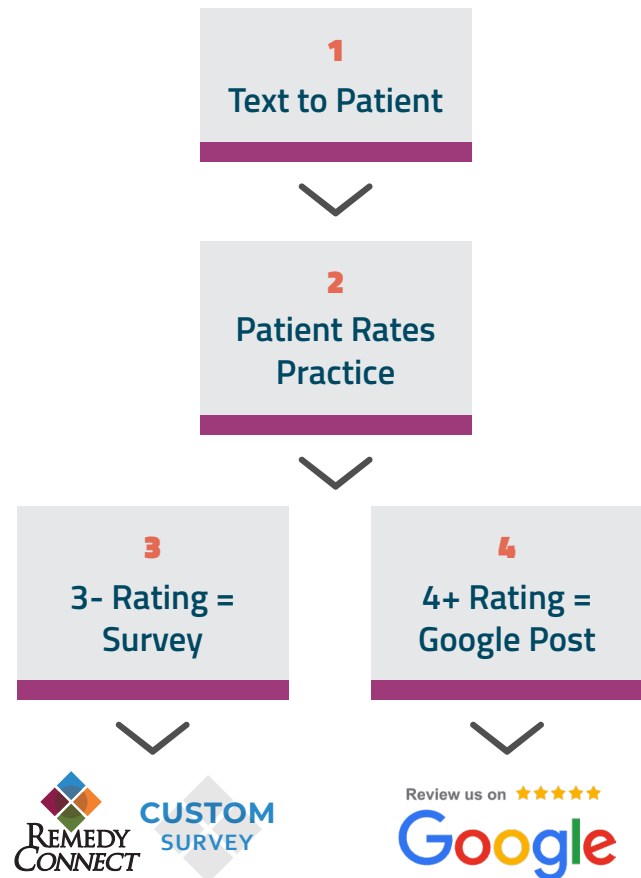 1
Text to Patient
2
Patient Rates
Practice
3
3- Rating =
Survey
4
4+ Rating =
Google Post
REMEDY
CONNECT
CUSTOM
SURVEY
Review us on
Google